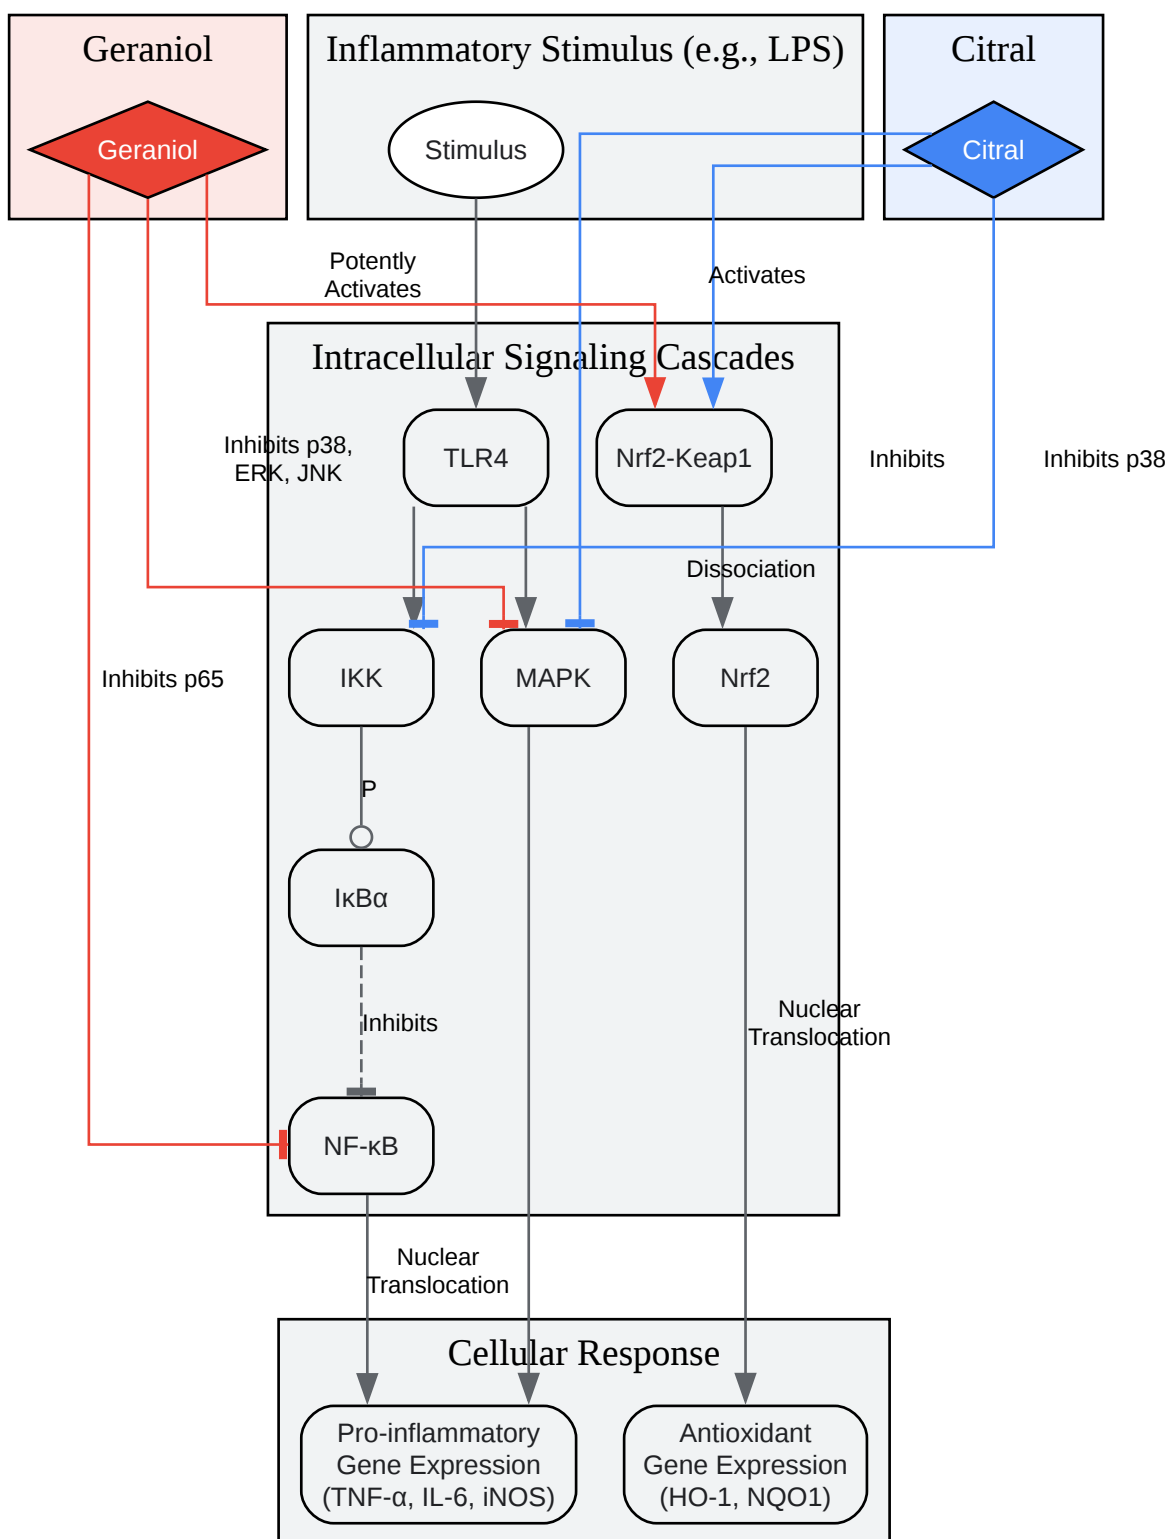 Geraniol
Inflammatory Stimulus (e.g., LPS)
Citral
Geraniol
Stimulus
Citral
Potently
Activates
Activates
Intracellular Signaling Cascades
Inhibits p38,
ERK, JNK
TLR4
Nrf2-Keap1
Inhibits
Inhibits p38
Dissociation
Inhibits p65
IKK
MAPK
Nrf2
P
IκBα
Inhibits
Nuclear
Translocation
NF-κB
Nuclear
Translocation
Cellular Response
Pro-inflammatory
Gene Expression
(TNF-α, IL-6, iNOS)
Antioxidant
Gene Expression
(HO-1, NQO1)